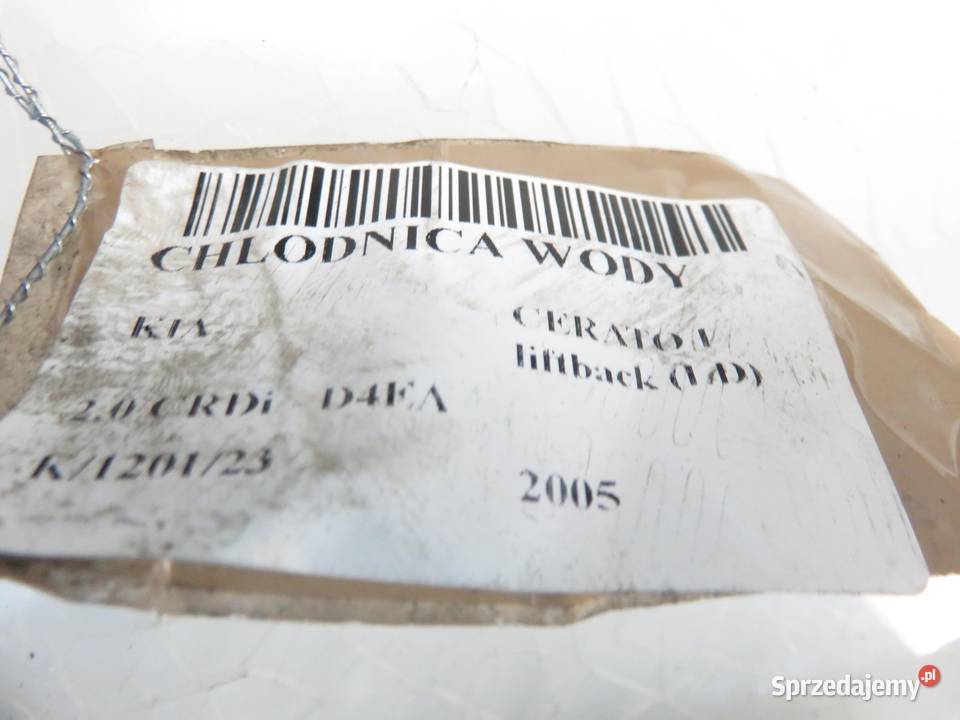 CHLODNICA WODY
KIA
CERATO I
liftback (LD)
2.0 CRDi D4EA
K/1201/23
2005
Sprzedajemy.pl